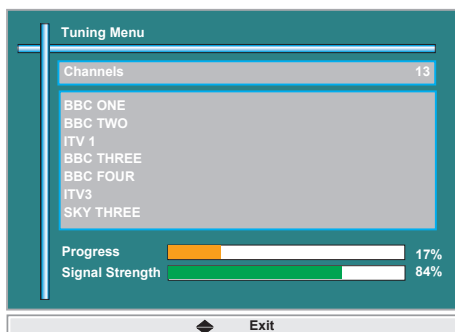 Tuning Menu
Channels 13
BBC ONE
BBC TWO
ITV 1
BBC THREE
BBC FOUR
ITV3
SKY THREE
Progress 17%
Signal Strength 84%
Exit